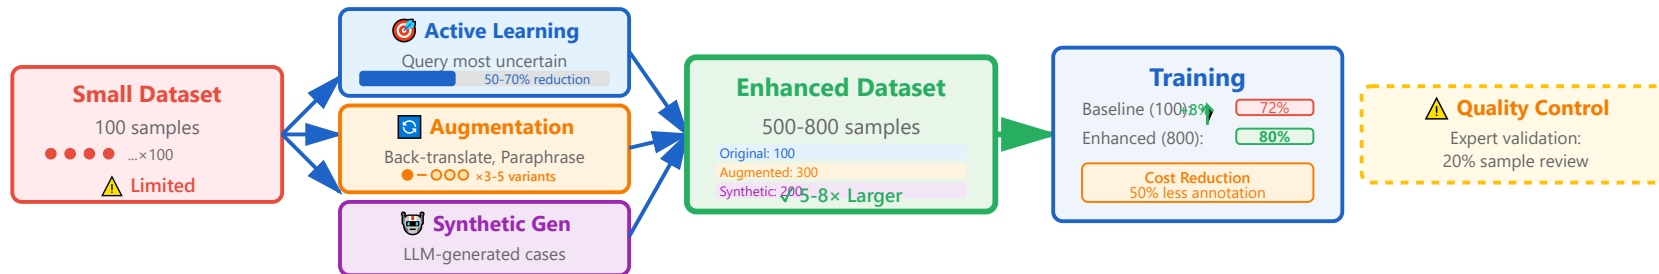 Small Dataset
100 samples
...×100
Limited
Active Learning
Query most uncertain
50-70% reduction
Augmentation
Back-translate, Paraphrase
×3-5 variants
Synthetic Gen
LLM-generated cases
Enhanced Dataset
500-800 samples
Original: 100
Augmented: 300
Synthetic: 200
✓ 5-8× Larger
Training
Baseline (100):
+8%
72%
Enhanced (800):
80%
Cost Reduction
50% less annotation
Quality Control
Expert validation:
20% sample review